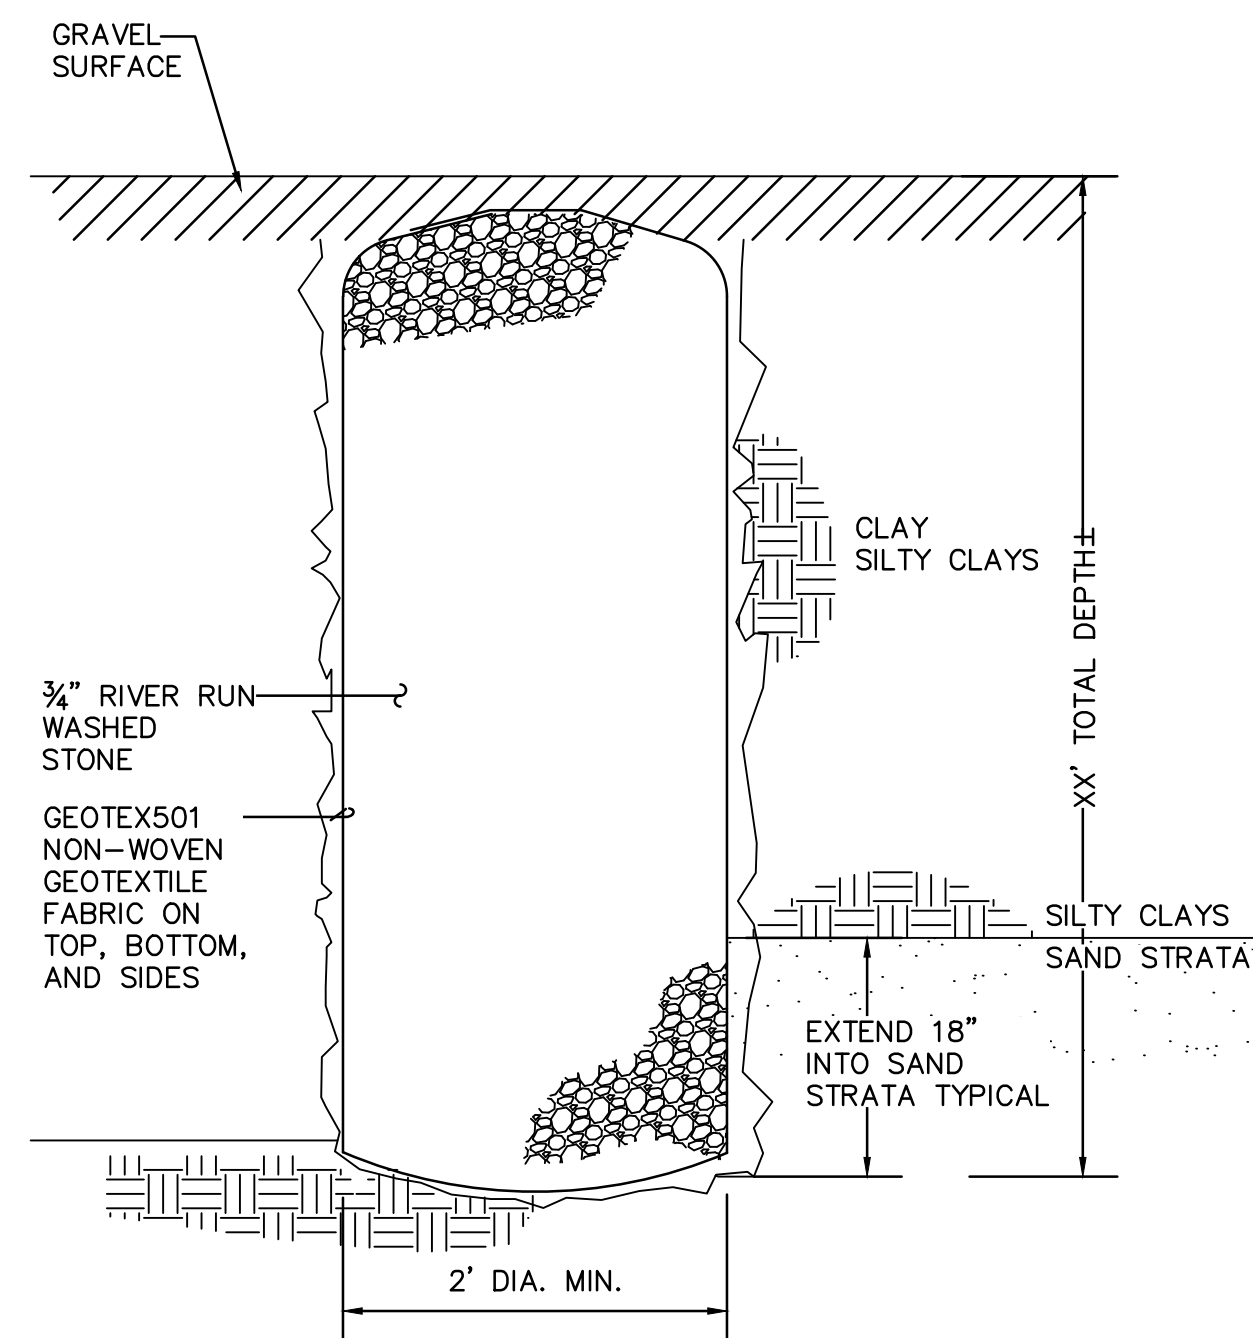 GRAVEL
SURFACE
CLAY
SILTY CLAYS
XX' TOTAL DEPTH±
¾” RIVER RUN
WASHED
STONE
GEOTEX501
NON-WOVEN
GEOTEXTILE
FABRIC ON
TOP, BOTTOM,
AND SIDES
SILTY CLAYS
SAND STRATA
EXTEND 18”
INTO SAND
STRATA TYPICAL
2' DIA. MIN.